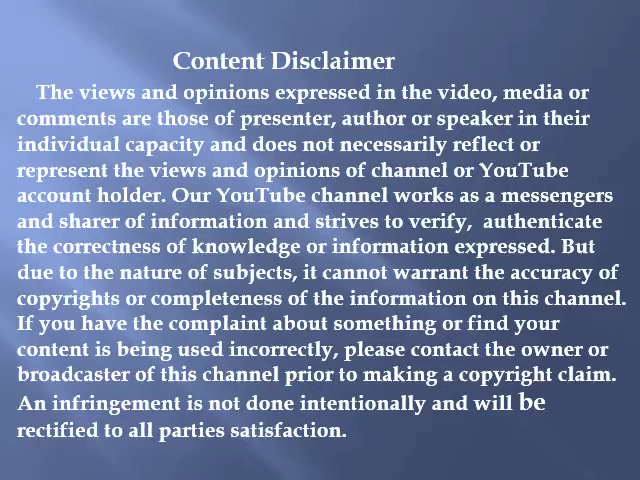 Content Disclaimer
The views and opinions expressed in the video, media or
comments are those of presenter, author or speaker in their
individual capacity and does not necessarily reflect or
represent the views and opinions of channel or YouTube
account holder. Our YouTube channel works as a messengers
and sharer of information and strives to verify, authenticate
the correctness of knowledge or information expressed. But
due to the nature of subjects, it cannot warrant the accuracy of
copyrights or completeness of the information on this channel.
If you have the complaint about something or find your
content is being used incorrectly, please contact the owner or
broadcaster of this channel prior to making a copyright claim.
An infringement is not done intentionally and will be
rectified to all parties satisfaction.